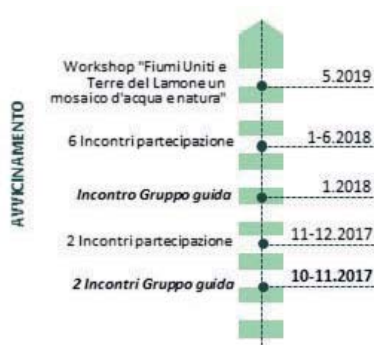 AVVICINAMENTO
Workshop "Fiumi Uniti e
Terre del Lamone un
mosaico d'acqua e natura"
5.2019
6 Incontri partecipazione
1-6.2018
Incontro Gruppo guida
1.2018
2 Incontri partecipazione
11-12.2017
2 Incontri Gruppo guida
10-11.2017